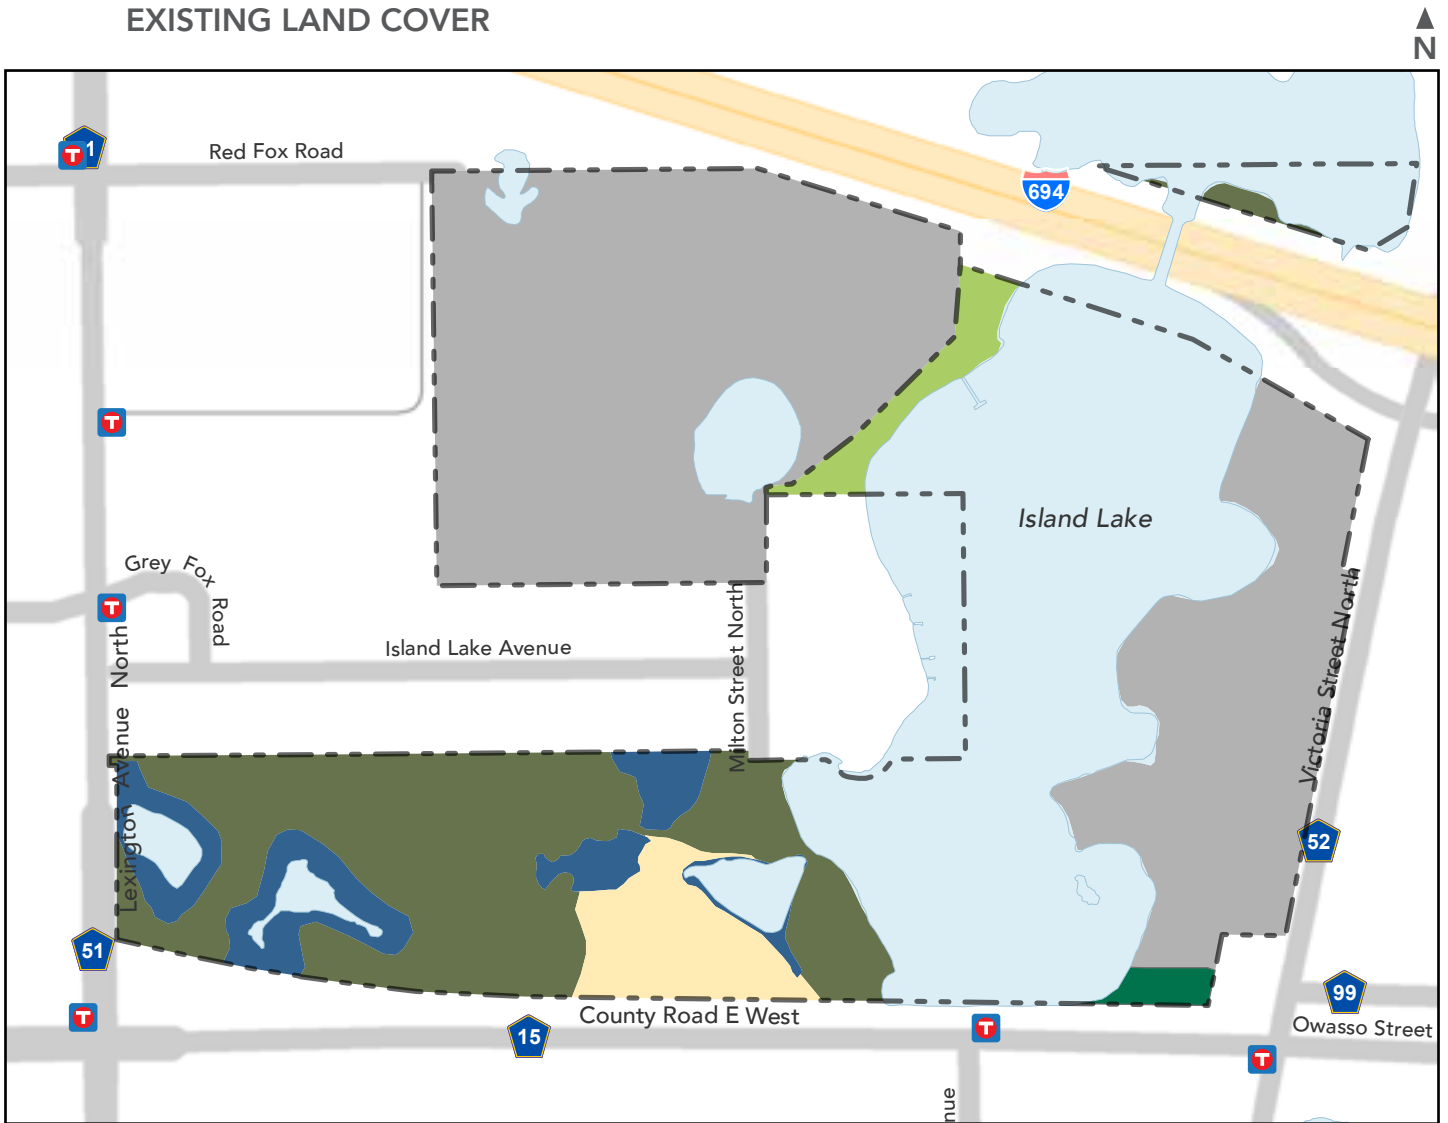 EXISTING LAND COVER
N
Red Fox Road
T
1
694
T
Island Lake
Grey Fox Road
T
Island Lake Avenue
Milton Street North
Lexington Avenue North
Victoria Street North
52
51
99
T
County Road E West
15
T
Owasso Street
T
nue